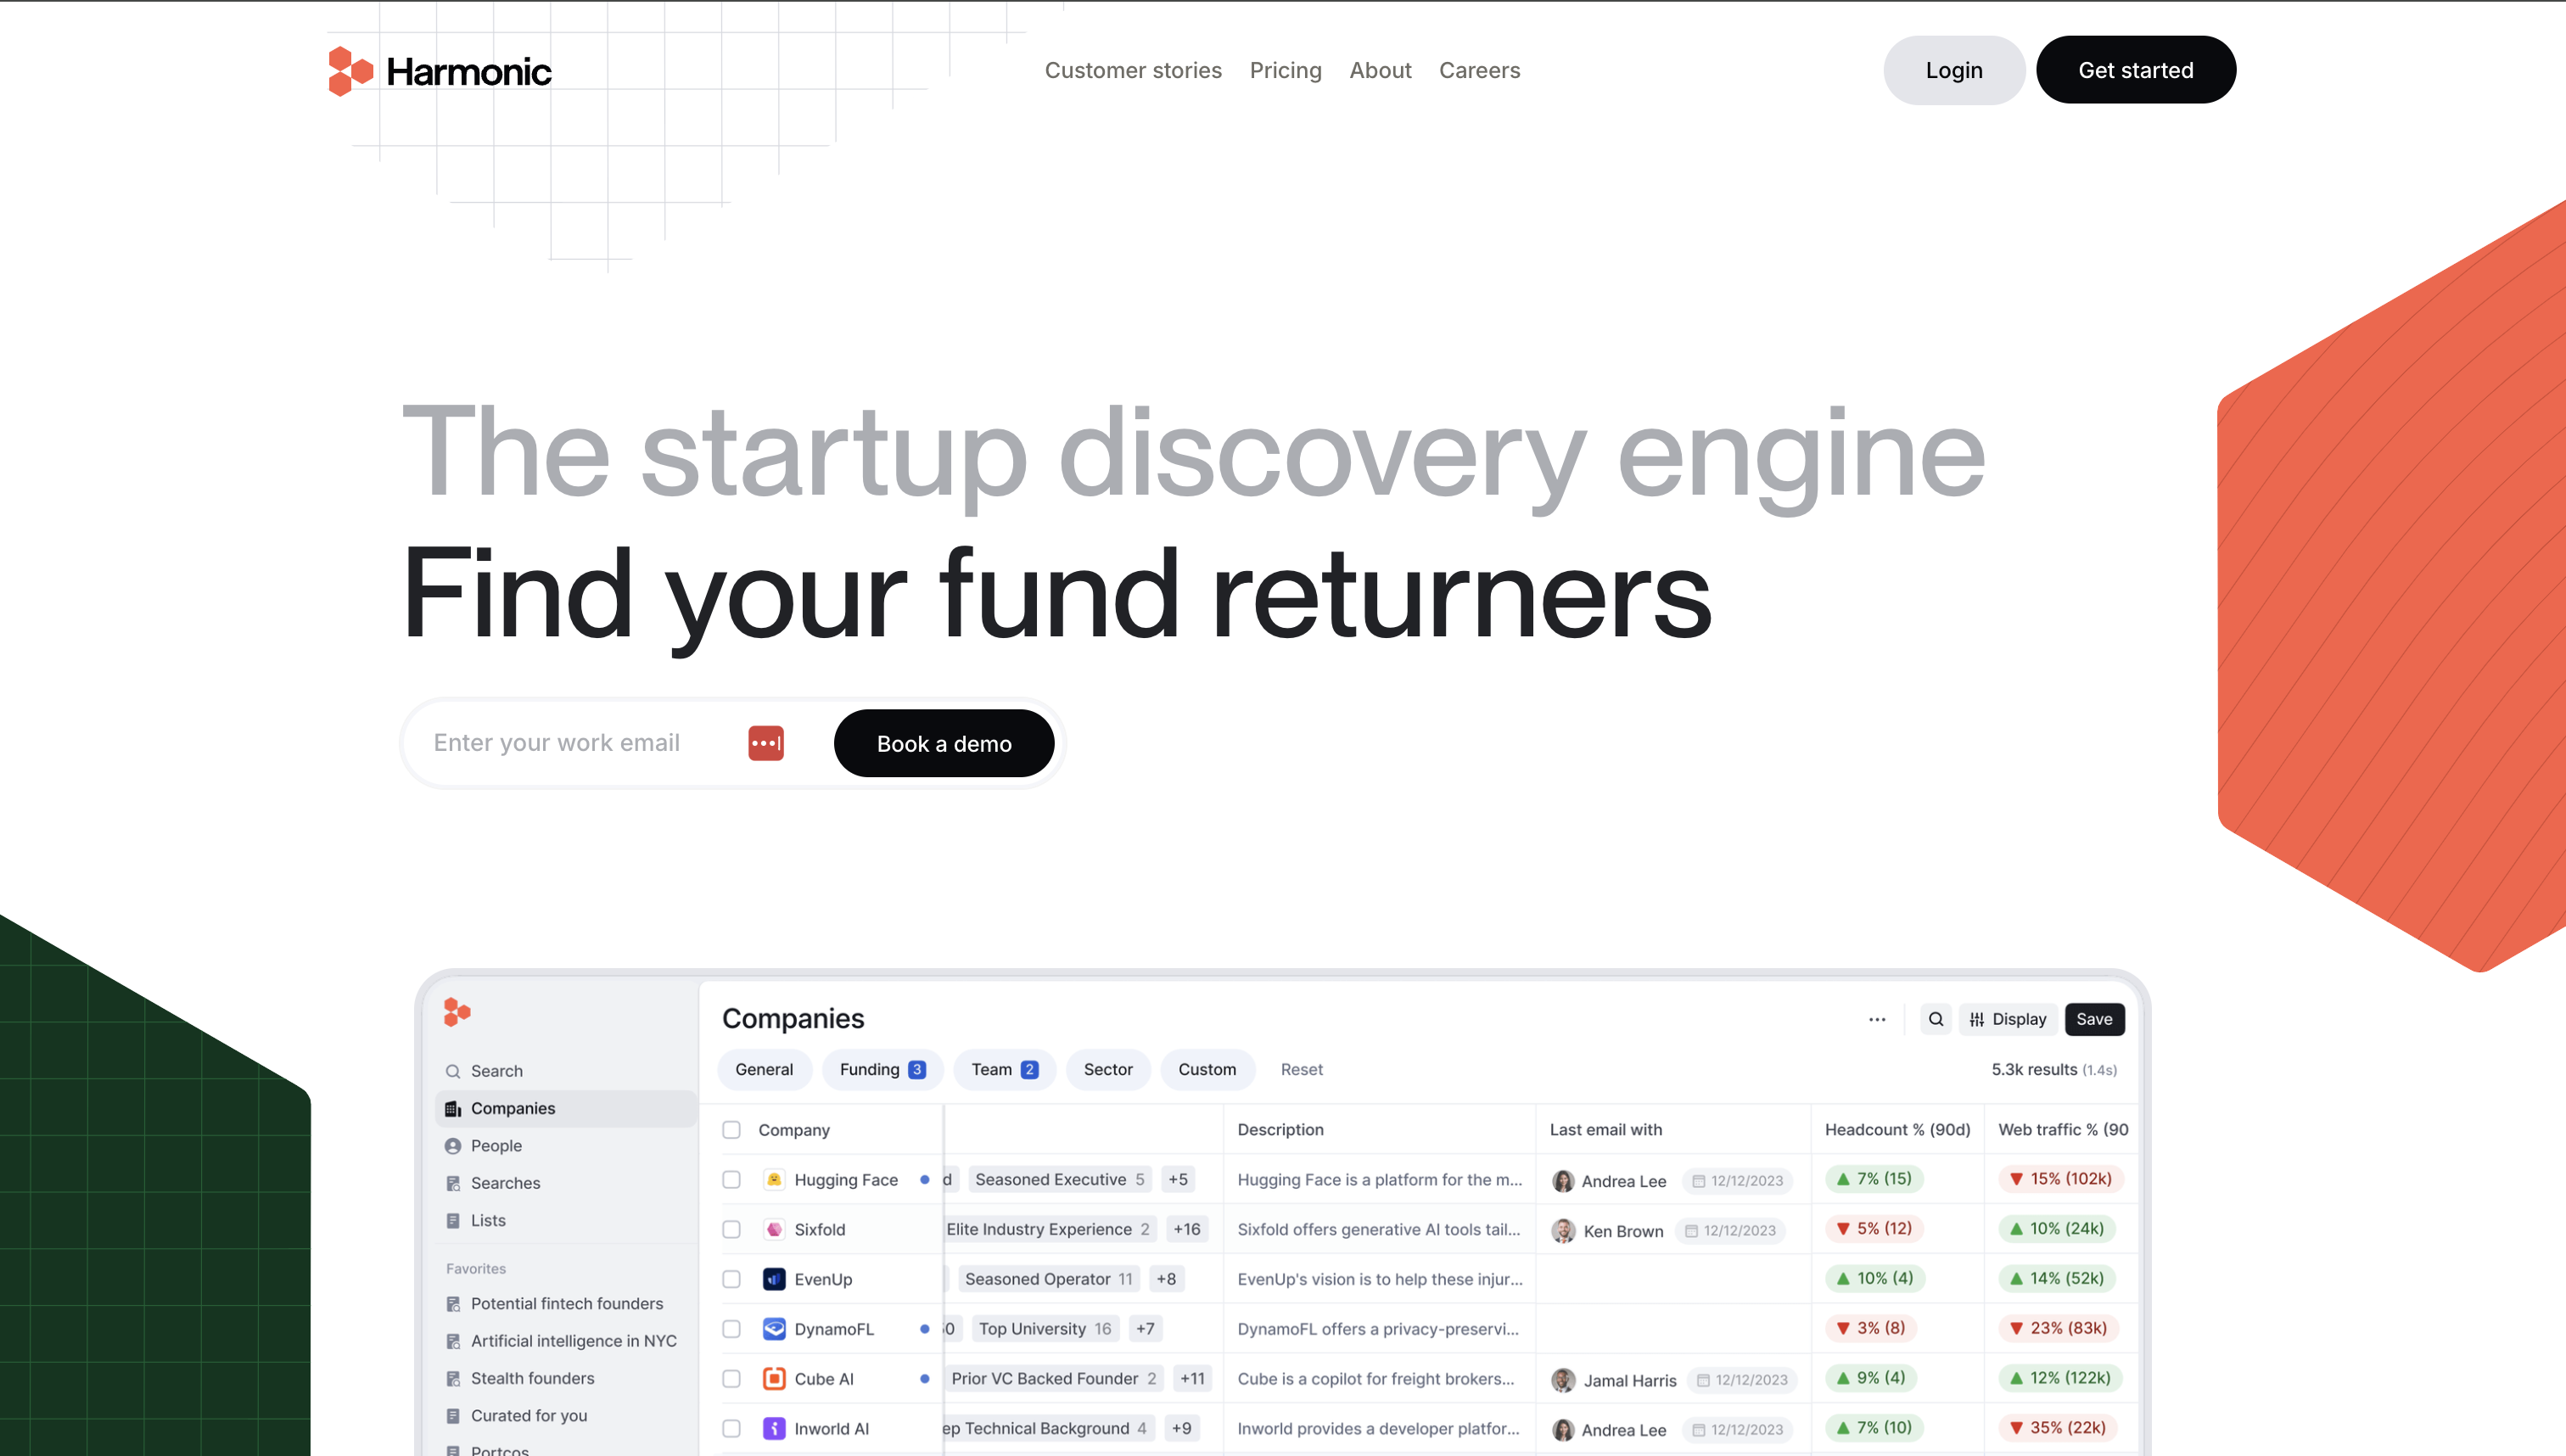 Harmonic
Customer stories Pricing About Careers
Login Get started
The startup discovery engine
Find your fund returners
Enter your work email Book a demo
Companies
Display Save
Search
General Funding 3 Team 2 Sector Custom Reset 5.3k results (1.4s)
Companies
People
Searches
Lists
Favorites
Potential fintech founders
Artificial intelligence in NYC
Stealth founders
Curated for you
Portcos
Company Description Last email with Headcount % (90d) Web traffic % (90
Hugging Face d Seasoned Executive 5 +5 Hugging Face is a platform for the m... Andrea Lee 12/12/2023 7% (15) 15% (102k)
Sixfold Elite Industry Experience 2 +16 Sixfold offers generative AI tools tail... Ken Brown 12/12/2023 5% (12) 10% (24k)
EvenUp Seasoned Operator 11 +8 EvenUp's vision is to help these injur... 10% (4) 14% (52k)
DynamoFL 0 Top University 16 +7 DynamoFL offers a privacy-preservi... 3% (8) 23% (83k)
Cube AI Prior VC Backed Founder 2 +11 Cube is a copilot for freight brokers... Jamal Harris 12/12/2023 9% (4) 12% (122k)
Inworld AI ep Technical Background 4 +9 Inworld provides a developer platfor... Andrea Lee 12/12/2023 7% (10) 35% (22k)